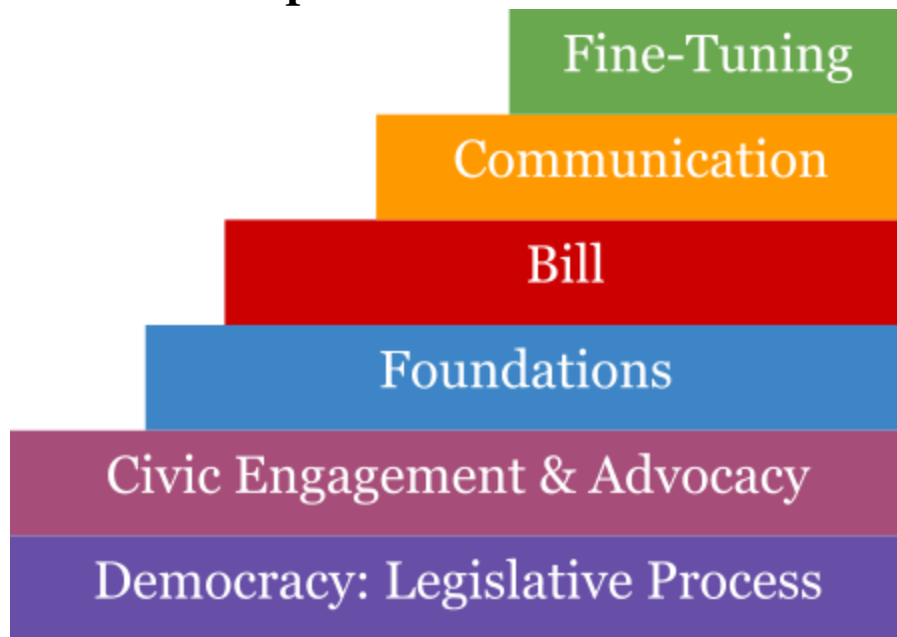 Fine-Tuning
Communication
Bill
Foundations
Civic Engagement & Advocacy
Democracy: Legislative Process